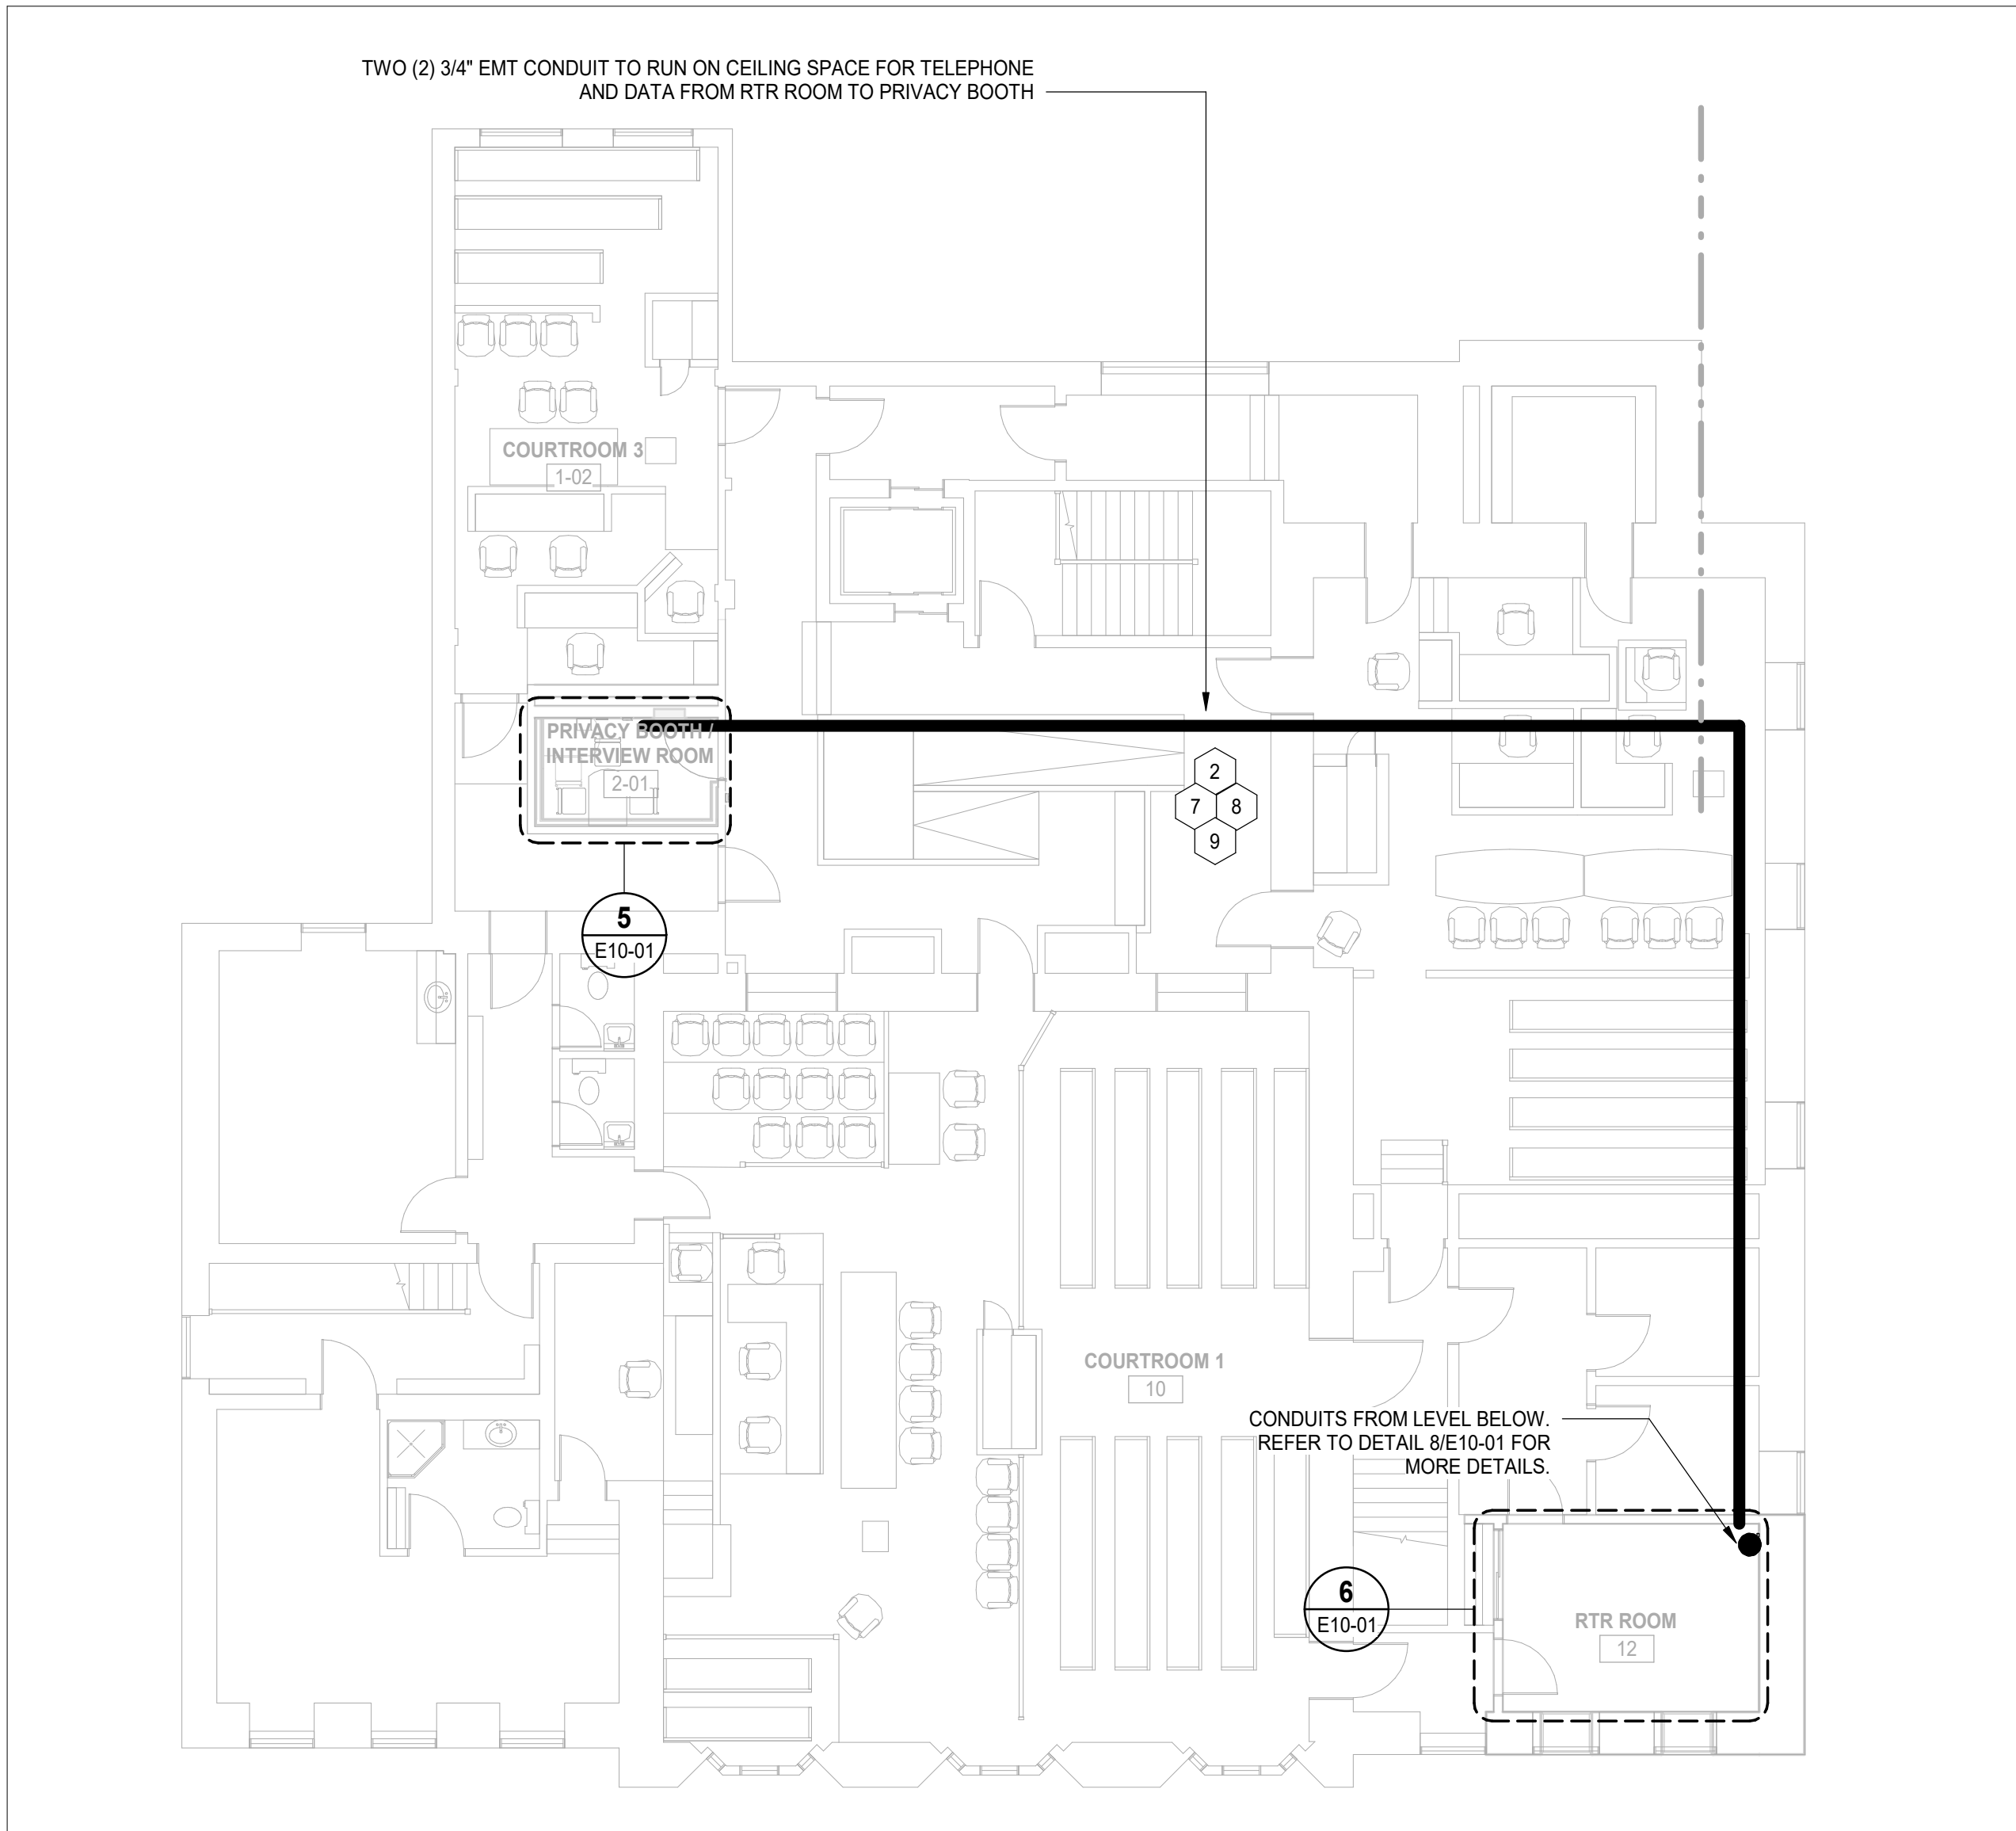 TWO (2) 3/4" EMT CONDUIT TO RUN ON CEILING SPACE FOR TELEPHONE
AND DATA FROM RTR ROOM TO PRIVACY BOOTH
COURTROOM 3
1-02
PRIVACY BOOTH /
INTERVIEW ROOM
2-01
2
7
8
9
5
E10-01
COURTROOM 1
10
CONDUITS FROM LEVEL BELOW.
REFER TO DETAIL 8/E10-01 FOR
MORE DETAILS.
6
E10-01
RTR ROOM
12